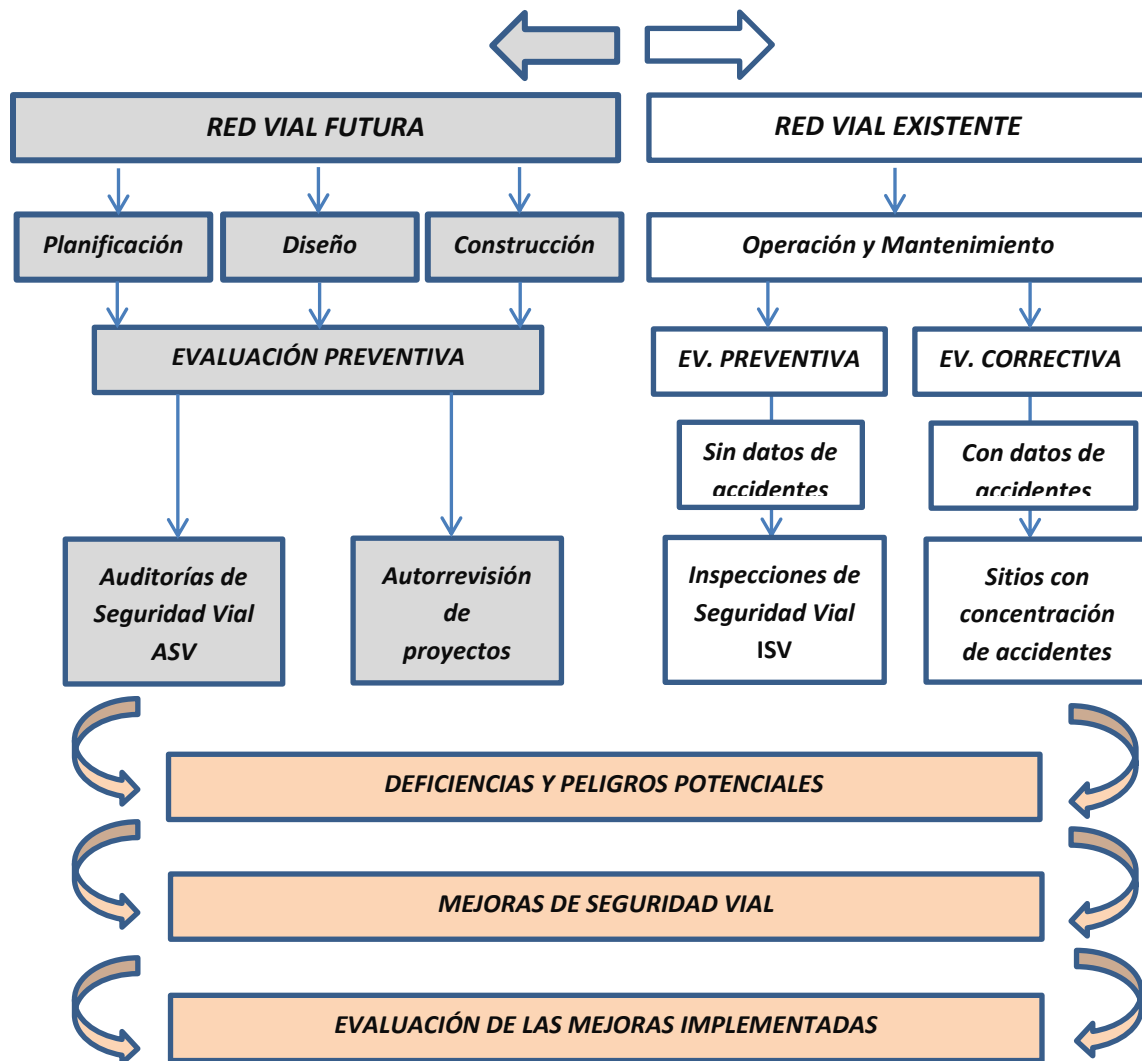 RED VIAL FUTURA
RED VIAL EXISTENTE
Planificación
Diseño
Construcción
Operación y Mantenimiento
EVALUACIÓN PREVENTIVA
EV. PREVENTIVA
EV. CORRECTIVA
Sin datos de
accidentes
Con datos de
accidentes
Auditorías de
Seguridad Vial
ASV
Autorrevisión
de
proyectos
Inspecciones de
Seguridad Vial
ISV
Sitios con
concentración
de accidentes
DEFICIENCIAS Y PELIGROS POTENCIALES
MEJORAS DE SEGURIDAD VIAL
EVALUACIÓN DE LAS MEJORAS IMPLEMENTADAS